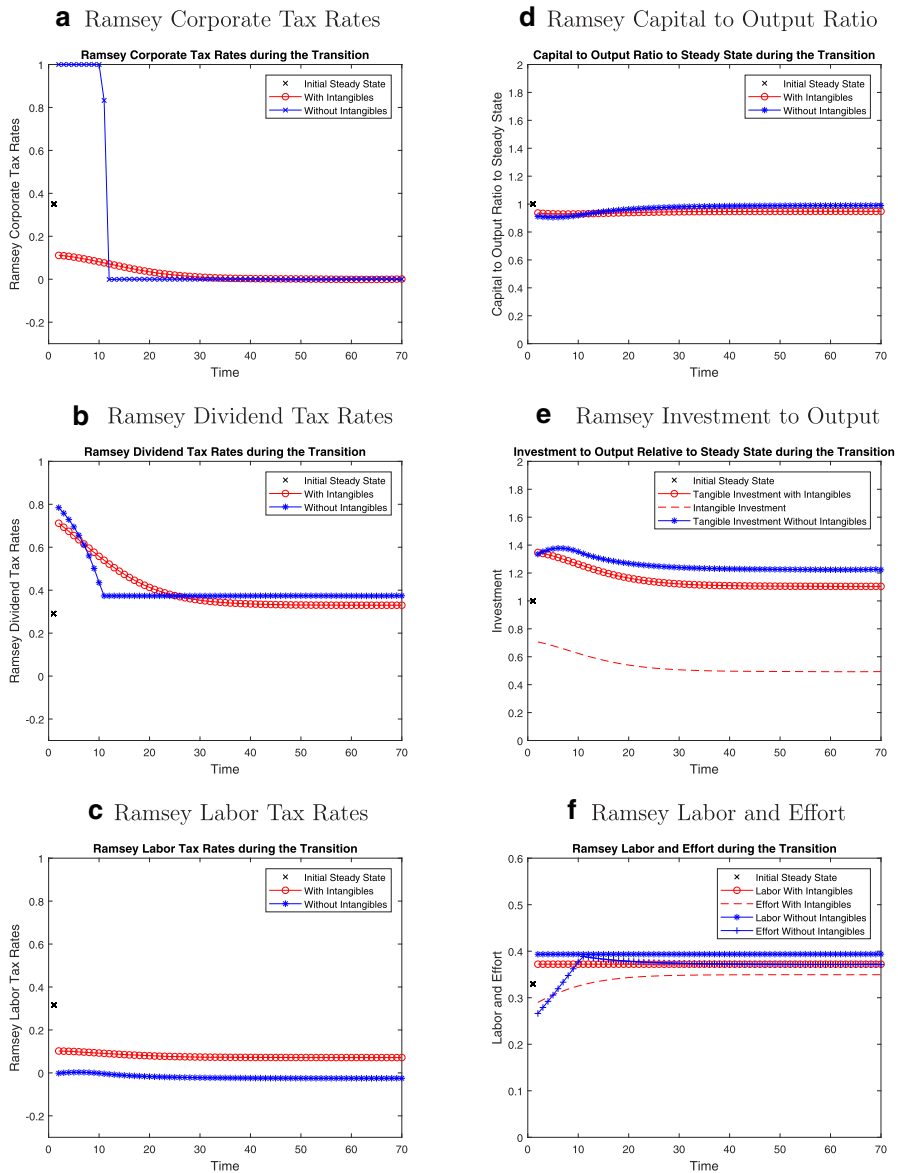 a Ramsey Corporate Tax Rates
Ramsey Corporate Tax Rates during the Transition
Ramsey Corporate Tax Rates
1
0.8
0.6
0.4
0.2
0
-0.2
Initial Steady State
With Intangibles
Without Intangibles
0 10 20 30 40 50 60 70
Time
b Ramsey Dividend Tax Rates
Ramsey Dividend Tax Rates during the Transition
Ramsey Dividend Tax Rates
1
0.8
0.6
0.4
0.2
0
-0.2
Initial Steady State
With Intangibles
Without Intangibles
0 10 20 30 40 50 60 70
Time
c Ramsey Labor Tax Rates
Ramsey Labor Tax Rates during the Transition
Ramsey Labor Tax Rates
1
0.8
0.6
0.4
0.2
0
-0.2
Initial Steady State
With Intangibles
Without Intangibles
0 10 20 30 40 50 60 70
Time
d Ramsey Capital to Output Ratio
Capital to Output Ratio to Steady State during the Transition
Capital to Output Ratio to Steady State
2
1.8
1.6
1.4
1.2
1
0.8
0.6
0.4
0.2
0
Initial Steady State
With Intangibles
Without Intangibles
0 10 20 30 40 50 60 70
Time
e Ramsey Investment to Output
Investment to Output Relative to Steady State during the Transition
Investment
2
1.8
1.6
1.4
1.2
1
0.8
0.6
0.4
0.2
0
Initial Steady State
Tangible Investment with Intangibles
Intangible Investment
Tangible Investment Without Intangibles
0 10 20 30 40 50 60 70
Time
f Ramsey Labor and Effort
Ramsey Labor and Effort during the Transition
Labor and Effort
0.6
0.5
0.4
0.3
0.2
0.1
0
Initial Steady State
Labor With Intangibles
Effort With Intangibles
Labor Without Intangibles
Effort Without Intangibles
0 10 20 30 40 50 60 70
Time